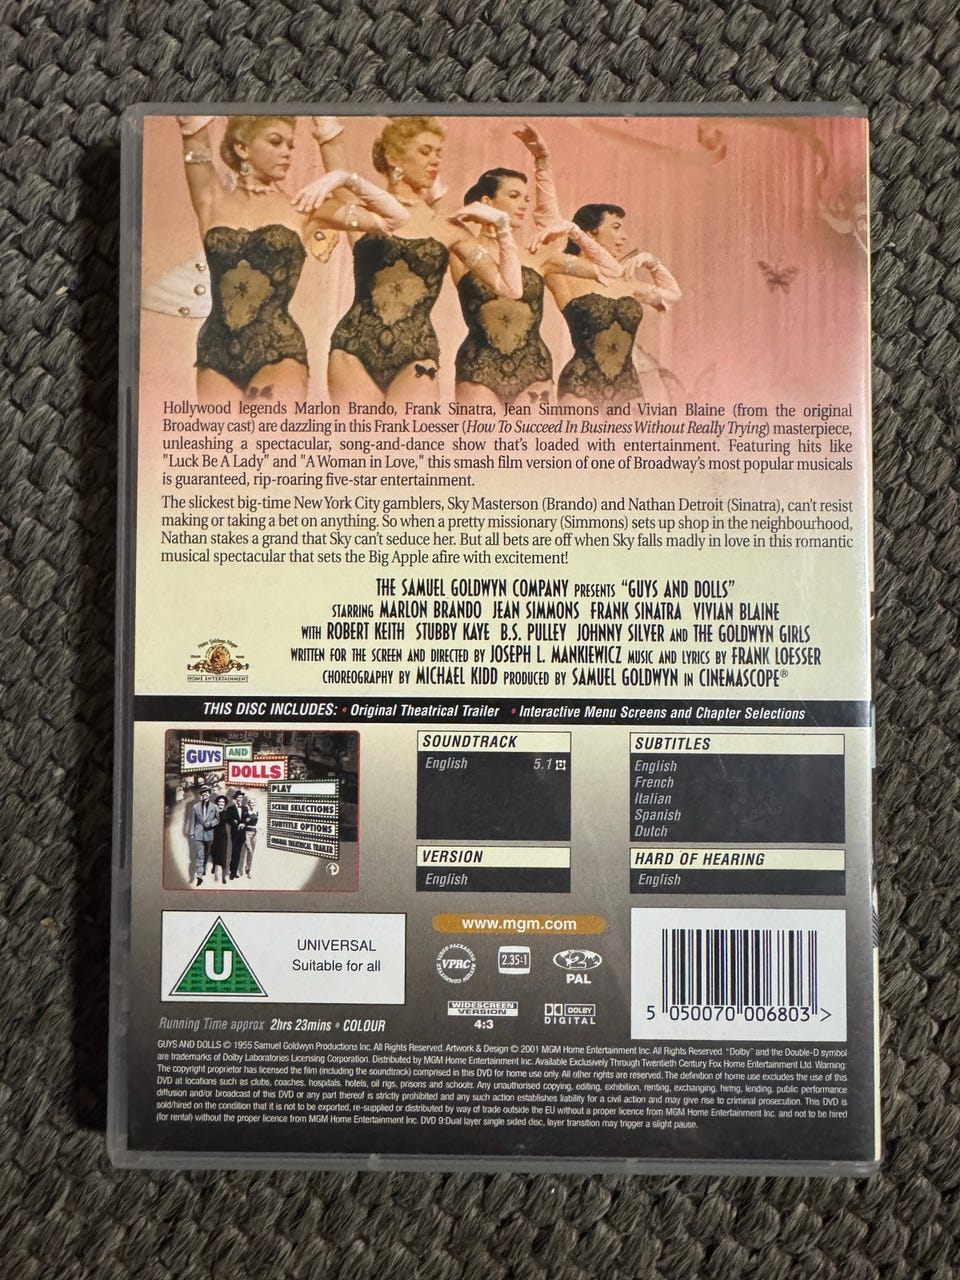 Hollywood legends Marlon Brando, Frank Sinatra, Jean Simmons and Vivian Blaine (from the original
Broadway cast) are dazzling in this Frank Loesser (How To Succeed In Business Without Really Trying) masterpiece,
unleashing a spectacular, song-and-dance show that's loaded with entertainment. Featuring hits like
"Luck Be A Lady" and "A Woman in Love," this smash film version of one of Broadway's most popular musicals
is guaranteed, rip-roaring five-star entertainment.
The slickest big-time New York City gamblers, Sky Masterson (Brando) and Nathan Detroit (Sinatra), can't resist
making or taking a bet on anything. So when a pretty missionary (Simmons) sets up shop in the neighbourhood,
Nathan stakes a grand that Sky can't seduce her. But all bets are off when Sky falls madly in love in this romantic
musical spectacular that sets the Big Apple afire with excitement!
THE SAMUEL GOLDWYN COMPANY PRESENTS "GUYS AND DOLLS"
STARRING MARLON BRANDO JEAN SIMMONS FRANK SINATRA VIVIAN BLAINE
WITH ROBERT KEITH STUBBY KAYE B.S. PULLEY JOHNNY SILVER AND THE GOLDWYN GIRLS
WRITTEN FOR THE SCREEN AND DIRECTED BY JOSEPH L. MANKIEWICZ MUSIC AND LYRICS BY FRANK LOESSER
CHOREOGRAPHY BY MICHAEL KIDD PRODUCED BY SAMUEL GOLDWYN IN CINEMASCOPE®
Metro Goldwyn Mayer
HOME ENTERTAINMENT
THIS DISC INCLUDES: • Original Theatrical Trailer • Interactive Menu Screens and Chapter Selections
GUYS AND DOLLS
PLAY
SCENE SELECTIONS
SUBTITLE OPTIONS
ORIGINAL THEATRICAL TRAILER
SOUNDTRACK
English 5.1
VERSION
English
SUBTITLES
English
French
Italian
Spanish
Dutch
HARD OF HEARING
English
U
UNIVERSAL
Suitable for all
www.mgm.com
VIDEO PACKAGING REVIEW COMMITTEE
VPRC
2.35:1
2
PAL
WIDESCREEN
VERSION
4:3
DOLBY
DIGITAL
5 050070 006803 >
Running Time approx 2hrs 23mins • COLOUR
GUYS AND DOLLS © 1955 Samuel Goldwyn Productions Inc. All Rights Reserved. Artwork & Design © 2001 MGM Home Entertainment Inc. All Rights Reserved. "Dolby" and the Double-D symbol
are trademarks of Dolby Laboratories Licensing Corporation. Distributed by MGM Home Entertainment Inc. Available Exclusively Through Twentieth Century Fox Home Entertainment Ltd. Warning:
The copyright proprietor has licensed the film (including the soundtrack) comprised in this DVD for home use only. All other rights are reserved. The definition of home use excludes the use of this
DVD at locations such as clubs, coaches, hospitals, hotels, oil rigs, prisons and schools. Any unauthorised copying, editing, exhibition, renting, exchanging, hiring, lending, public performance
diffusion and/or broadcast of this DVD or any part thereof is strictly prohibited and any such action establishes liability for a civil action and may give rise to criminal prosecution. This DVD is
sold/hired on the condition that it is not to be exported, re-supplied or distributed by way of trade outside the EU without a proper licence from MGM Home Entertainment Inc. and not to be hired
(for rental) without the proper licence from MGM Home Entertainment Inc. DVD 9:Dual layer single sided disc, layer transition may trigger a slight pause.